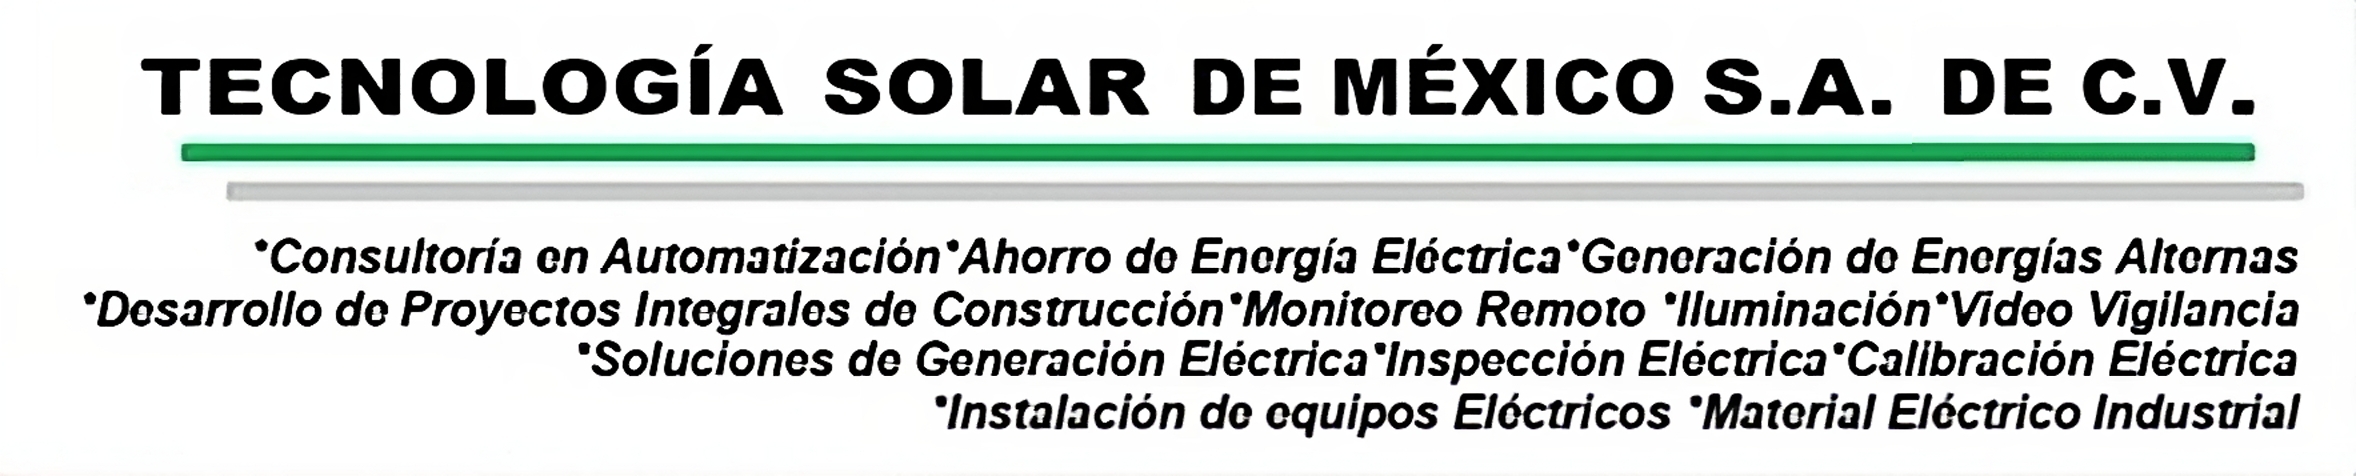 TECNOLOGÍA SOLAR DE MÉXICO S.A. DE C.V.
*Consultoría en Automatización*Ahorro de Energía Eléctrica*Generación de Energías Alternas
*Desarrollo de Proyectos Integrales de Construcción*Monitoreo Remoto *Iluminación*Video Vigilancia
*Soluciones de Generación Eléctrica*Inspección Eléctrica*Calibración Eléctrica
*Instalación de equipos Eléctricos *Material Eléctrico Industrial